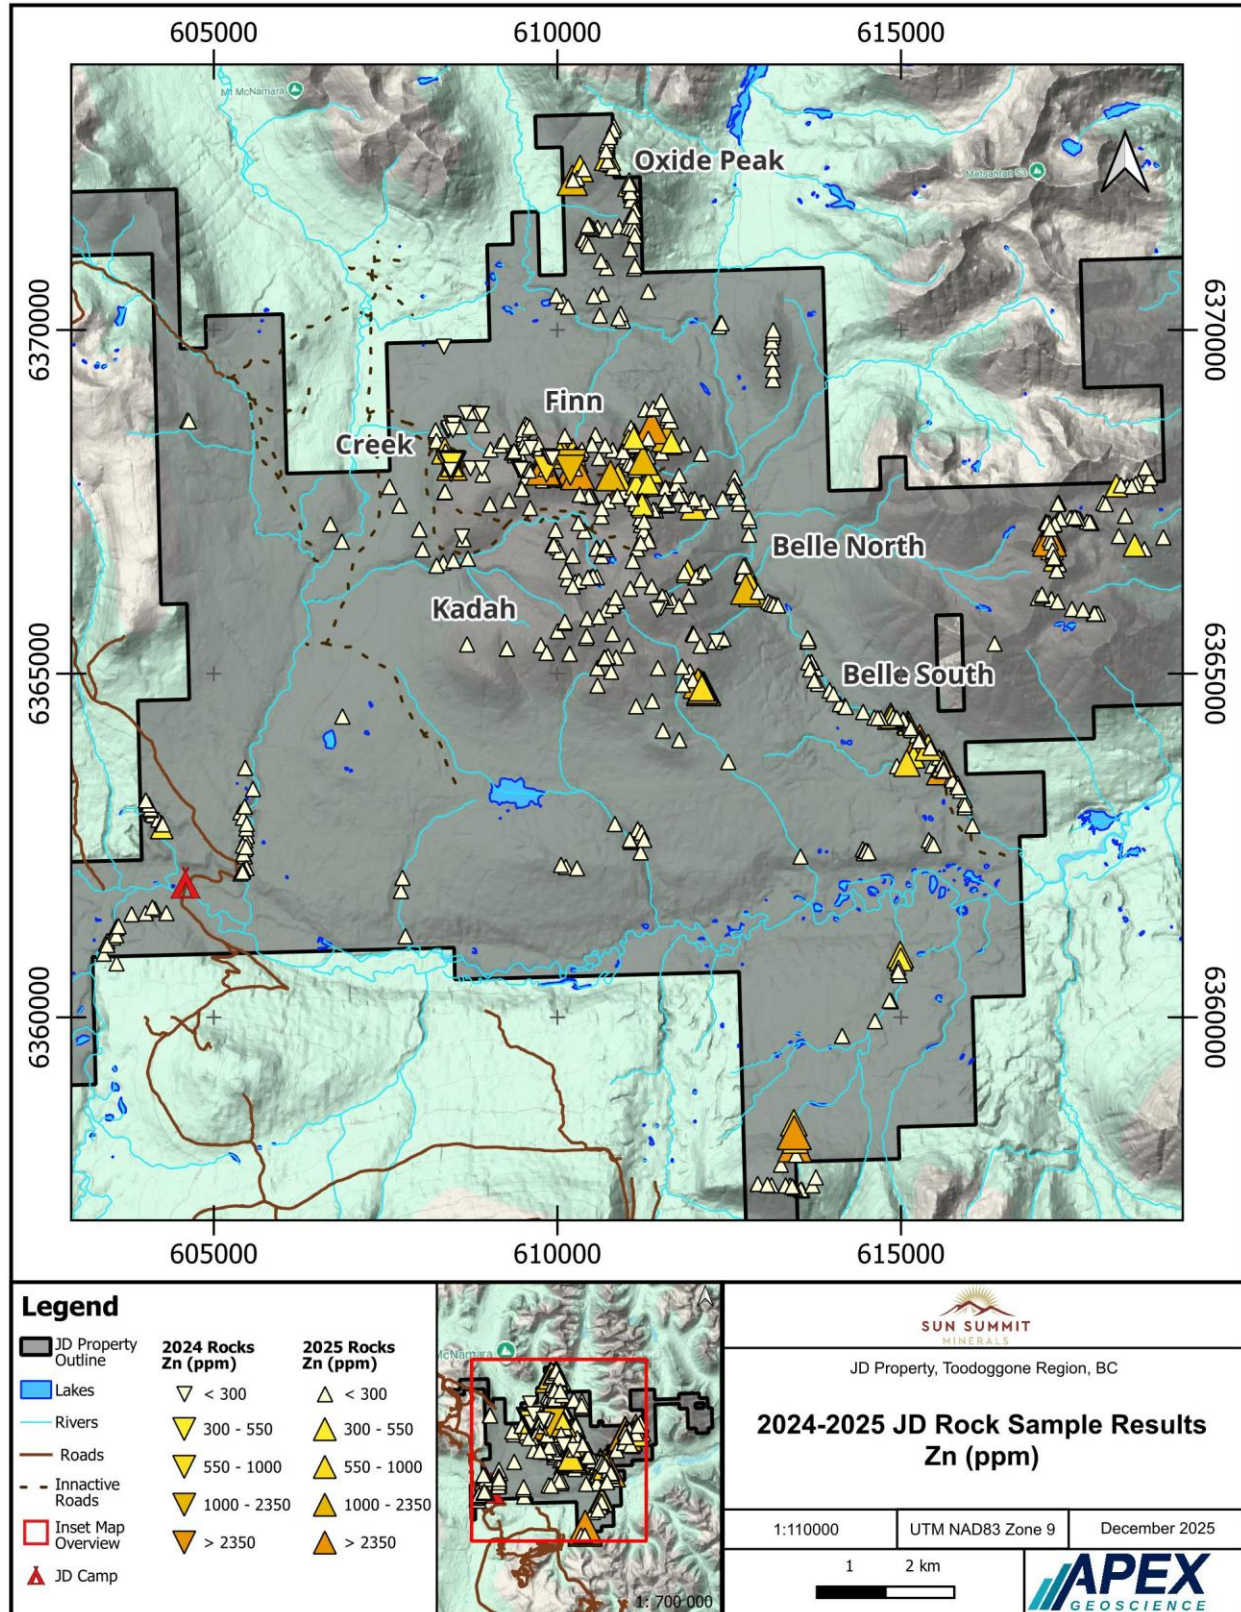 605000
610000
615000
Mt McNamara
Oxide Peak
Metsantan S3
6370000
6370000
Finn
Creek
Belle North
Kadah
Belle South
6365000
6365000
6360000
6360000
605000
610000
615000
Legend
JD Property
Outline
Lakes
Rivers
Roads
Innactive
Roads
Inset Map
Overview
JD Camp
2024 Rocks
Zn (ppm)
< 300
300 - 550
550 - 1000
1000 - 2350
> 2350
2025 Rocks
Zn (ppm)
< 300
300 - 550
550 - 1000
1000 - 2350
> 2350
McNamara
1: 700 000
SUN SUMMIT
MINERALS
JD Property, Toodoggone Region, BC
2024-2025 JD Rock Sample Results
Zn (ppm)
1:110000
UTM NAD83 Zone 9
December 2025
1
2 km
APEX
GEOSCIENCE